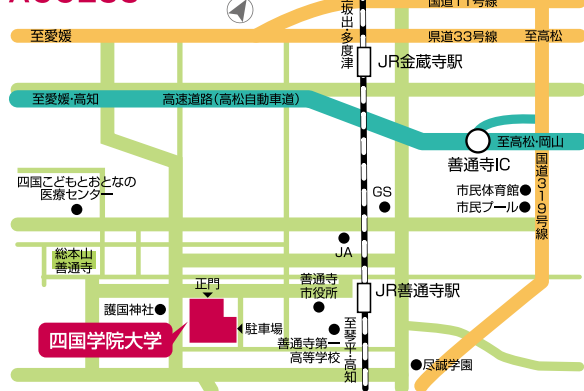 ACCESS
国道11号線
至坂出・多度津
至愛媛
県道33号線
至高松
JR金蔵寺駅
至愛媛・高知
高速道路(高松自動車道)
至高松・岡山
善通寺IC
国道319号線
四国こどもとおとなの
医療センター
GS
市民体育館
市民プール
JA
総本山
善通寺
正門
善通寺
市役所
JR善通寺駅
護国神社
駐車場
四国学院大学
善通寺第一
高等学校
至琴平・高知
尽誠学園